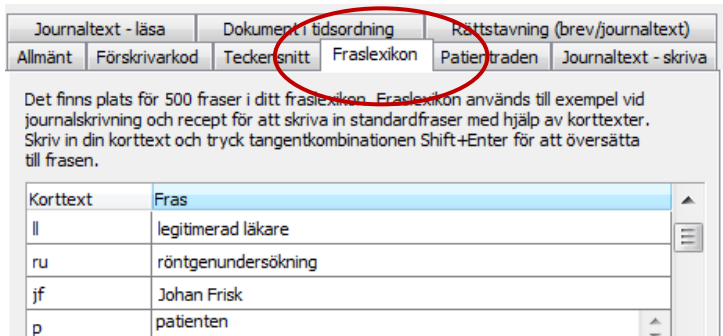 Journaltext - läsa Dokument i tidsordning Rättstavning (brev/journaltext)
Allmänt Förskrivarkod Teckensnitt Fraslexikon Patientraden Journaltext - skriva
Det finns plats för 500 fraser i ditt fraslexikon. Fraslexikon används till exempel vid
journalskrivning och recept för att skriva in standardfraser med hjälp av korttexter.
Skriv in din korttext och tryck tangentkombinationen Shift+Enter för att översätta
till frasen.
Korttext Fras
ll legitimerad läkare
ru röntgenundersökning
jf Johan Frisk
p patienten